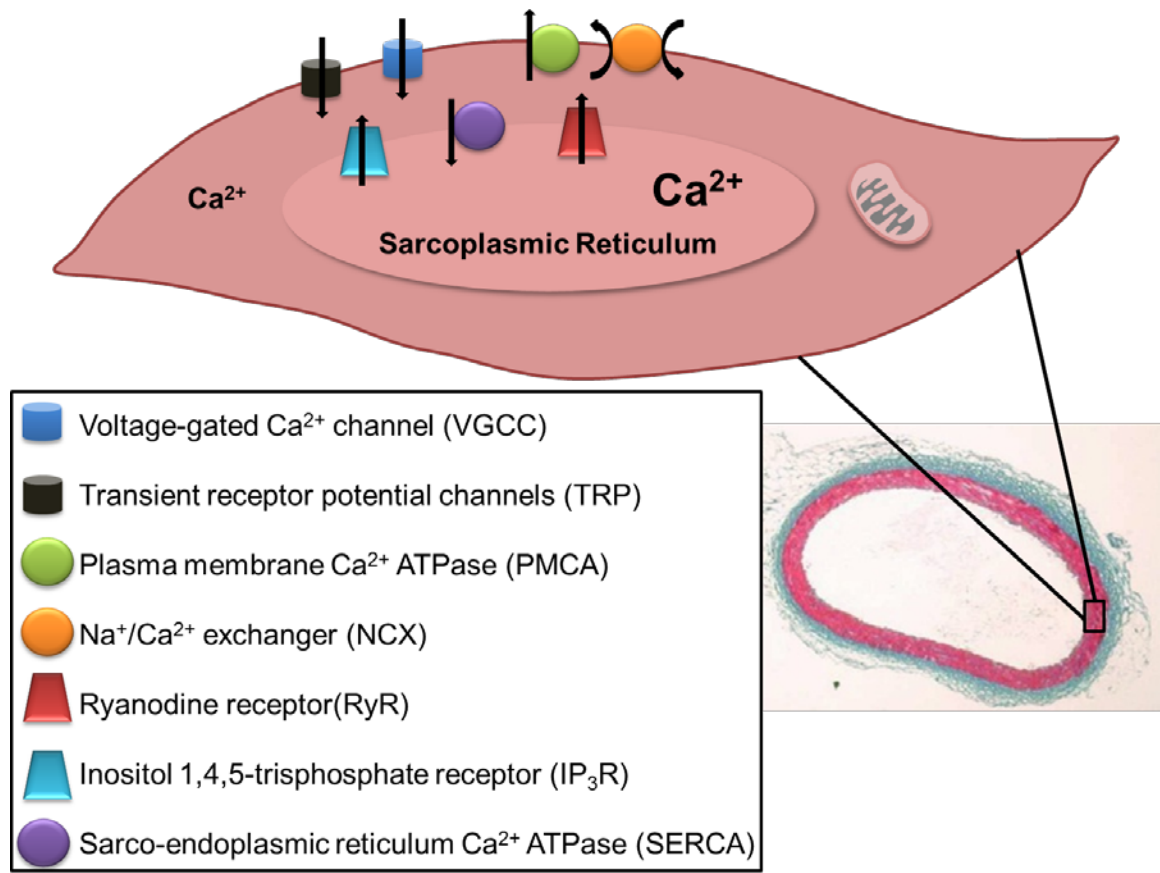 Ca²⁺
Ca²⁺
Sarcoplasmic Reticulum
Voltage-gated Ca²⁺ channel (VGCC)
Transient receptor potential channels (TRP)
Plasma membrane Ca²⁺ ATPase (PMCA)
Na⁺/Ca²⁺ exchanger (NCX)
Ryanodine receptor(RyR)
Inositol 1,4,5-trisphosphate receptor (IP₃R)
Sarco-endoplasmic reticulum Ca²⁺ ATPase (SERCA)